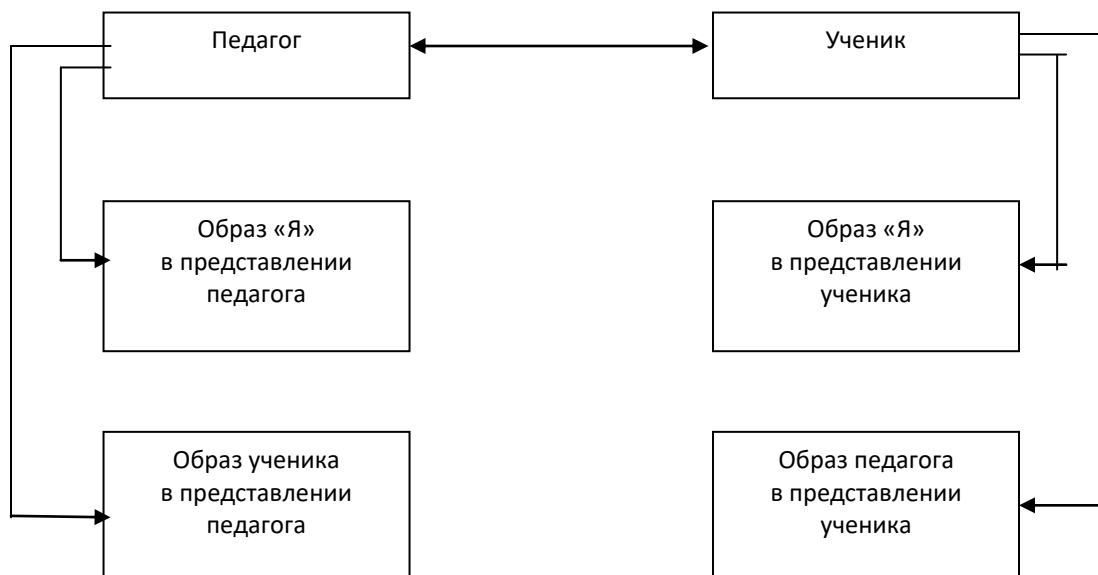 Педагог
Ученик
Образ «Я»
в представлении
педагога
Образ «Я»
в представлении
ученика
Образ ученика
в представлении
педагога
Образ педагога
в представлении
ученика